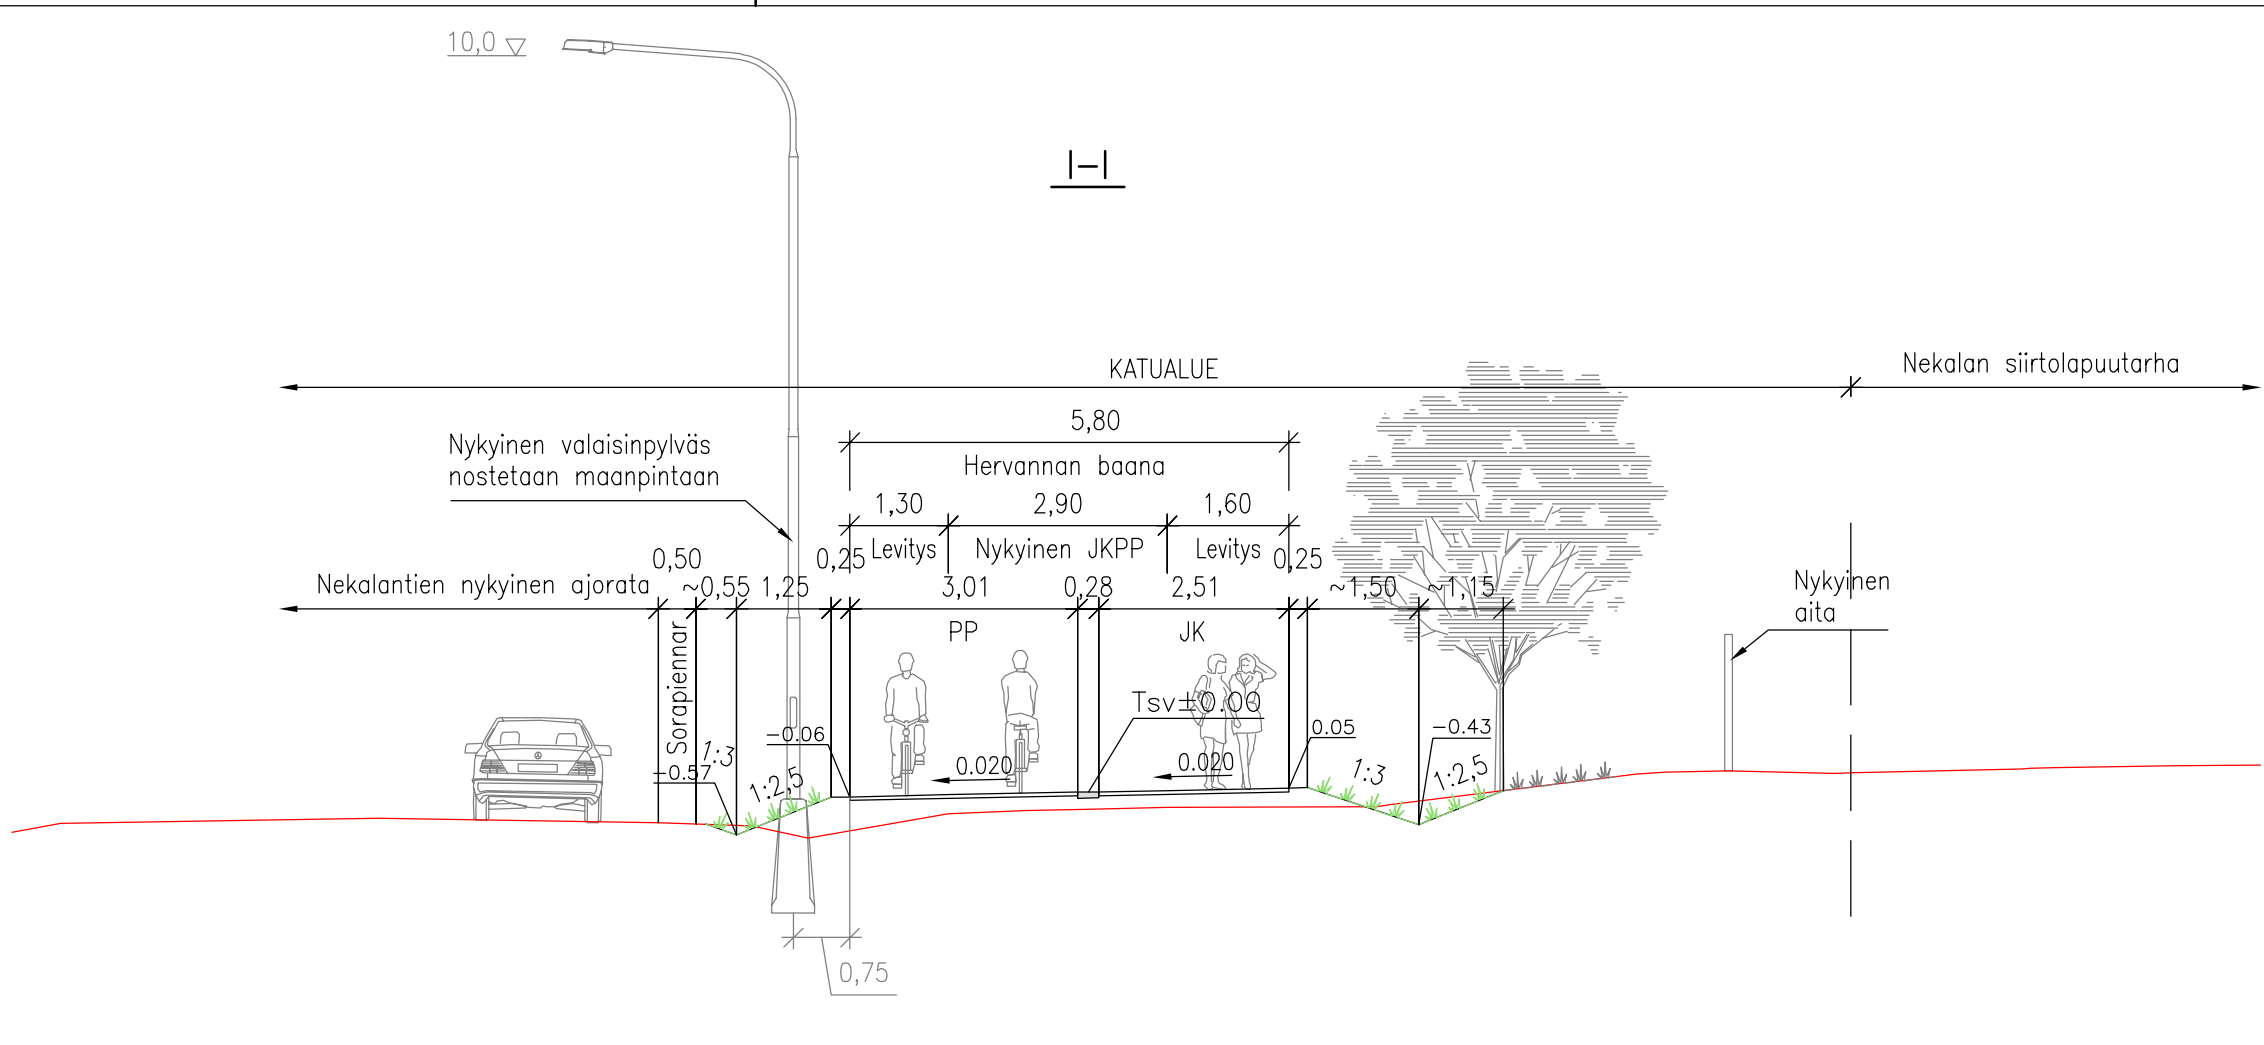 10,0
I-I
KATUALUE
Nekalan siirtolapuutarha
5,80
Hervannan baana
Nykyinen valaisinpylväs
nostetaan maanpintaan
1,30 2,90 1,60
Levitys Nykyinen JKPP Levitys
0,50 0,25 0,25
Nekalantien nykyinen ajorata ~0,55 1,25 3,01 0,28 2,51 ~1,50 ~1,15
Nykyinen
aita
PP JK
Sorapiennar
Tsv±0.00
-0.06 0.05 -0.43
1:3 0.020 0.020 1:3 1:2,5
-0.57 1:2,5
0,75